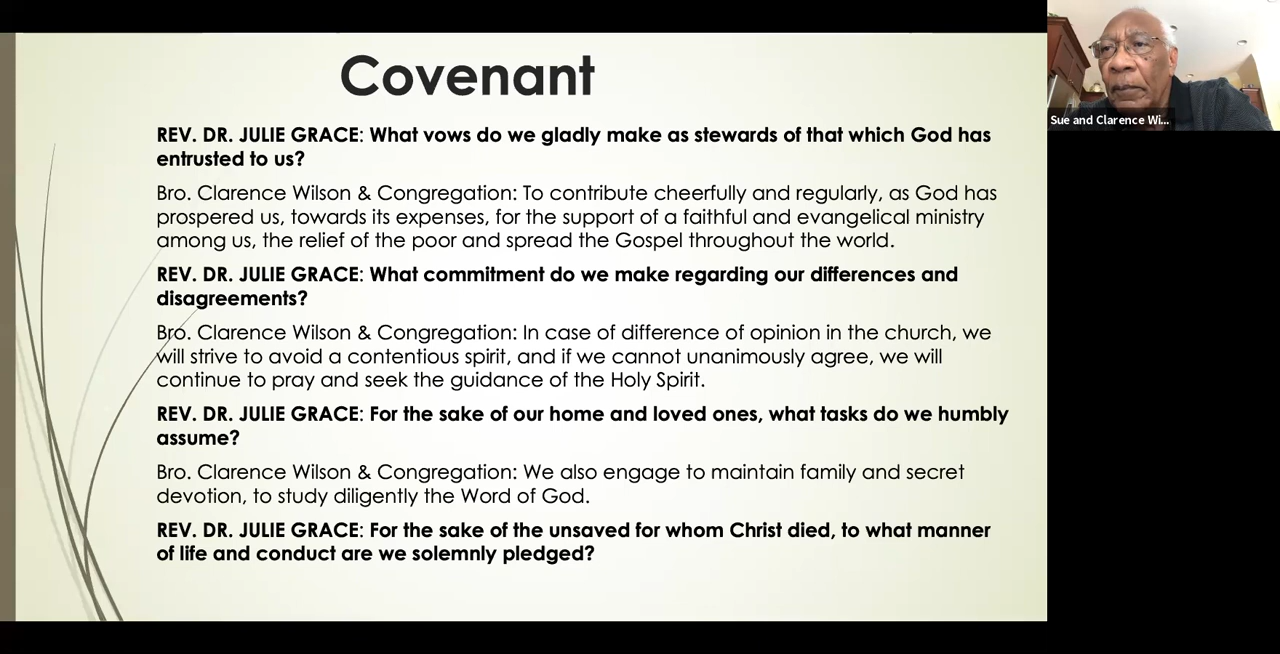 Covenant
REV. DR. JULIE GRACE: What vows do we gladly make as stewards of that which God has
entrusted to us?
Bro. Clarence Wilson & Congregation: To contribute cheerfully and regularly, as God has
prospered us, towards its expenses, for the support of a faithful and evangelical ministry
among us, the relief of the poor and spread the Gospel throughout the world.
REV. DR. JULIE GRACE: What commitment do we make regarding our differences and
disagreements?
Bro. Clarence Wilson & Congregation: In case of difference of opinion in the church, we
will strive to avoid a contentious spirit, and if we cannot unanimously agree, we will
continue to pray and seek the guidance of the Holy Spirit.
REV. DR. JULIE GRACE: For the sake of our home and loved ones, what tasks do we humbly
assume?
Bro. Clarence Wilson & Congregation: We also engage to maintain family and secret
devotion, to study diligently the Word of God.
REV. DR. JULIE GRACE: For the sake of the unsaved for whom Christ died, to what manner
of life and conduct are we solemnly pledged?
Sue and Clarence Wi...